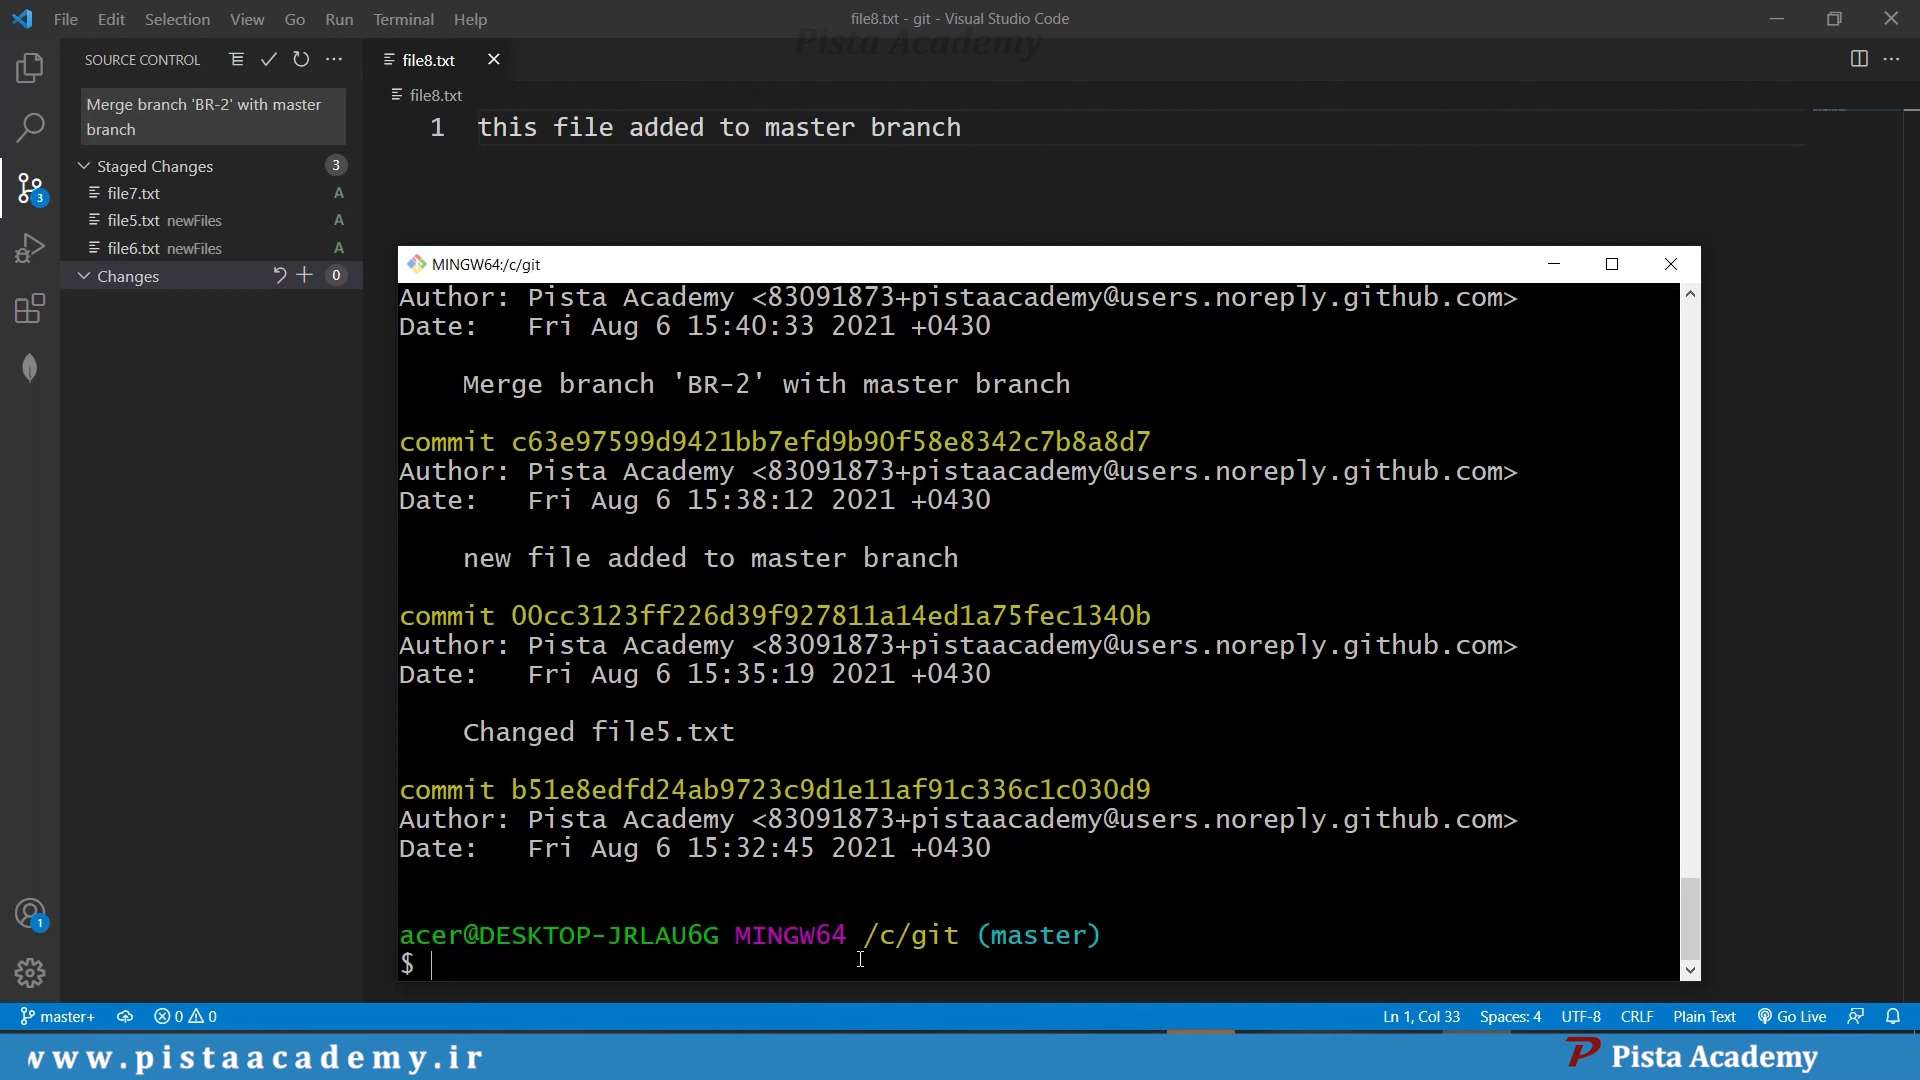 File Edit Selection View Go Run Terminal Help
file8.txt - git - Visual Studio Code
Pista Academy
SOURCE CONTROL
file8.txt
file8.txt
Merge branch 'BR-2' with master
branch
1 this file added to master branch
Staged Changes 3
file7.txt A
3
file5.txt newFiles A
file6.txt newFiles A
Changes 0
MINGW64:/c/git
Author: Pista Academy <83091873+pistaacademy@users.noreply.github.com>
Date: Fri Aug 6 15:40:33 2021 +0430
Merge branch 'BR-2' with master branch
commit c63e97599d9421bb7efd9b90f58e8342c7b8a8d7
Author: Pista Academy <83091873+pistaacademy@users.noreply.github.com>
Date: Fri Aug 6 15:38:12 2021 +0430
new file added to master branch
commit 00cc3123ff226d39f927811a14ed1a75fec1340b
Author: Pista Academy <83091873+pistaacademy@users.noreply.github.com>
Date: Fri Aug 6 15:35:19 2021 +0430
Changed file5.txt
commit b51e8edfd24ab9723c9d1e11af91c336c1c030d9
Author: Pista Academy <83091873+pistaacademy@users.noreply.github.com>
Date: Fri Aug 6 15:32:45 2021 +0430
acer@DESKTOP-JRLAU6G MINGW64 /c/git (master)
$
1
master+ 0 0 Ln 1, Col 33 Spaces: 4 UTF-8 CRLF Plain Text Go Live
www.pistaacademy.ir
Pista Academy